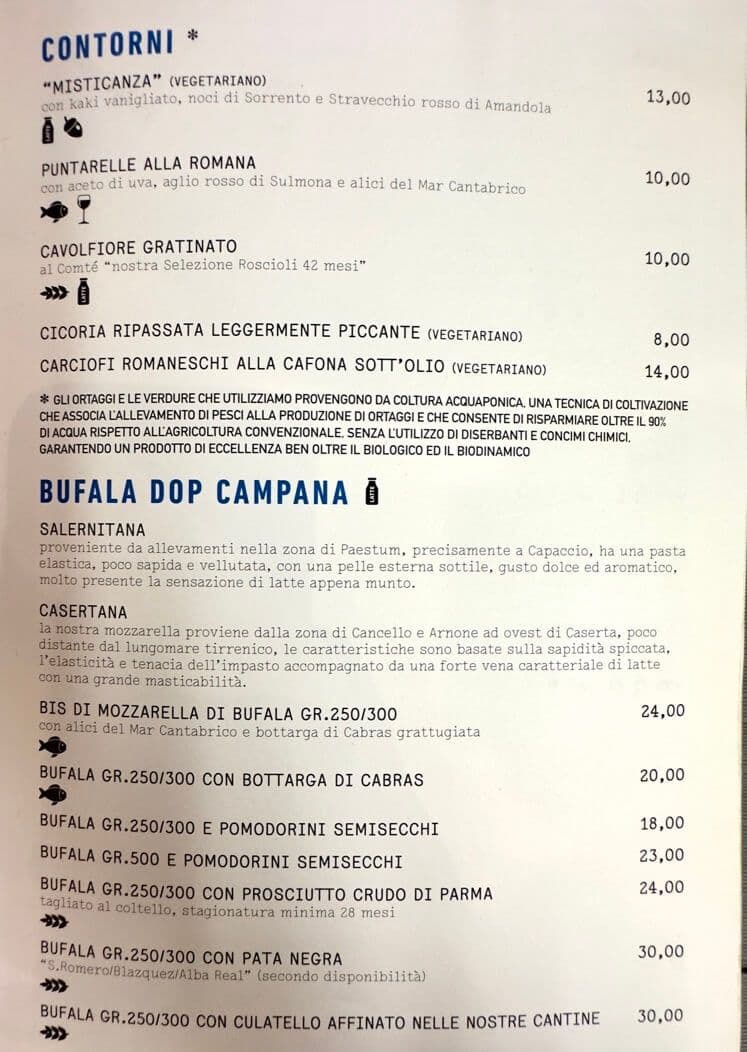 CONTORNI *
“MISTICANZA” (VEGETARIANO)
con kaki vanigliato, noci di Sorrento e Stravecchio rosso di Amandola
13,00
LATTE
PUNTARELLE ALLA ROMANA
con aceto di uva, aglio rosso di Sulmona e alici del Mar Cantabrico
10,00
CAVOLFIORE GRATINATO
al Comté “nostra Selezione Roscioli 42 mesi”
10,00
LATTE
CICORIA RIPASSATA LEGGERMENTE PICCANTE (VEGETARIANO) 8,00
CARCIOFI ROMANESCHI ALLA CAFONA SOTT’OLIO (VEGETARIANO) 14,00
* GLI ORTAGGI E LE VERDURE CHE UTILIZZIAMO PROVENGONO DA COLTURA ACQUAPONICA, UNA TECNICA DI COLTIVAZIONE
CHE ASSOCIA L’ALLEVAMENTO DI PESCI ALLA PRODUZIONE DI ORTAGGI E CHE CONSENTE DI RISPARMIARE OLTRE IL 90%
DI ACQUA RISPETTO ALL’AGRICOLTURA CONVENZIONALE, SENZA L’UTILIZZO DI DISERBANTI E CONCIMI CHIMICI,
GARANTENDO UN PRODOTTO DI ECCELLENZA BEN OLTRE IL BIOLOGICO ED IL BIODINAMICO
BUFALA DOP CAMPANA LATTE
SALERNITANA
proveniente da allevamenti nella zona di Paestum, precisamente a Capaccio, ha una pasta
elastica, poco sapida e vellutata, con una pelle esterna sottile, gusto dolce ed aromatico,
molto presente la sensazione di latte appena munto.
CASERTANA
la nostra mozzarella proviene dalla zona di Cancello e Arnone ad ovest di Caserta, poco
distante dal lungomare tirrenico, le caratteristiche sono basate sulla sapidità spiccata,
l’elasticità e tenacia dell’impasto accompagnato da una forte vena caratteriale di latte
con una grande masticabilità.
BIS DI MOZZARELLA DI BUFALA GR.250/300 24,00
con alici del Mar Cantabrico e bottarga di Cabras grattugiata
BUFALA GR.250/300 CON BOTTARGA DI CABRAS 20,00
BUFALA GR.250/300 E POMODORINI SEMISECCHI 18,00
BUFALA GR.500 E POMODORINI SEMISECCHI 23,00
BUFALA GR.250/300 CON PROSCIUTTO CRUDO DI PARMA 24,00
tagliato al coltello, stagionatura minima 28 mesi
BUFALA GR.250/300 CON PATA NEGRA 30,00
“S.Romero/Blazquez/Alba Real” (secondo disponibilità)
BUFALA GR.250/300 CON CULATELLO AFFINATO NELLE NOSTRE CANTINE 30,00